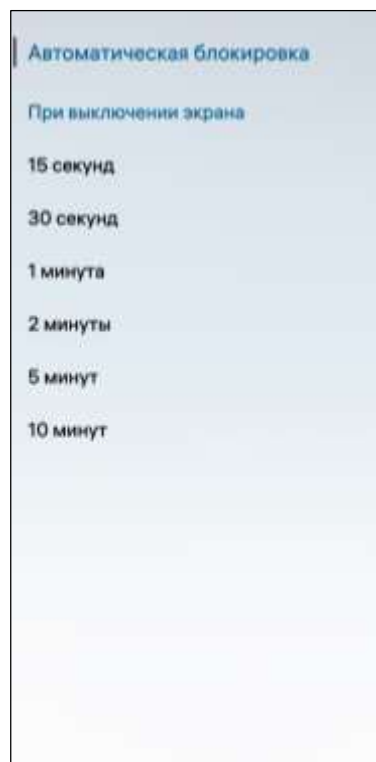 Автоматическая блокировка
При выключении экрана
15 секунд
30 секунд
1 минута
2 минуты
5 минут
10 минут